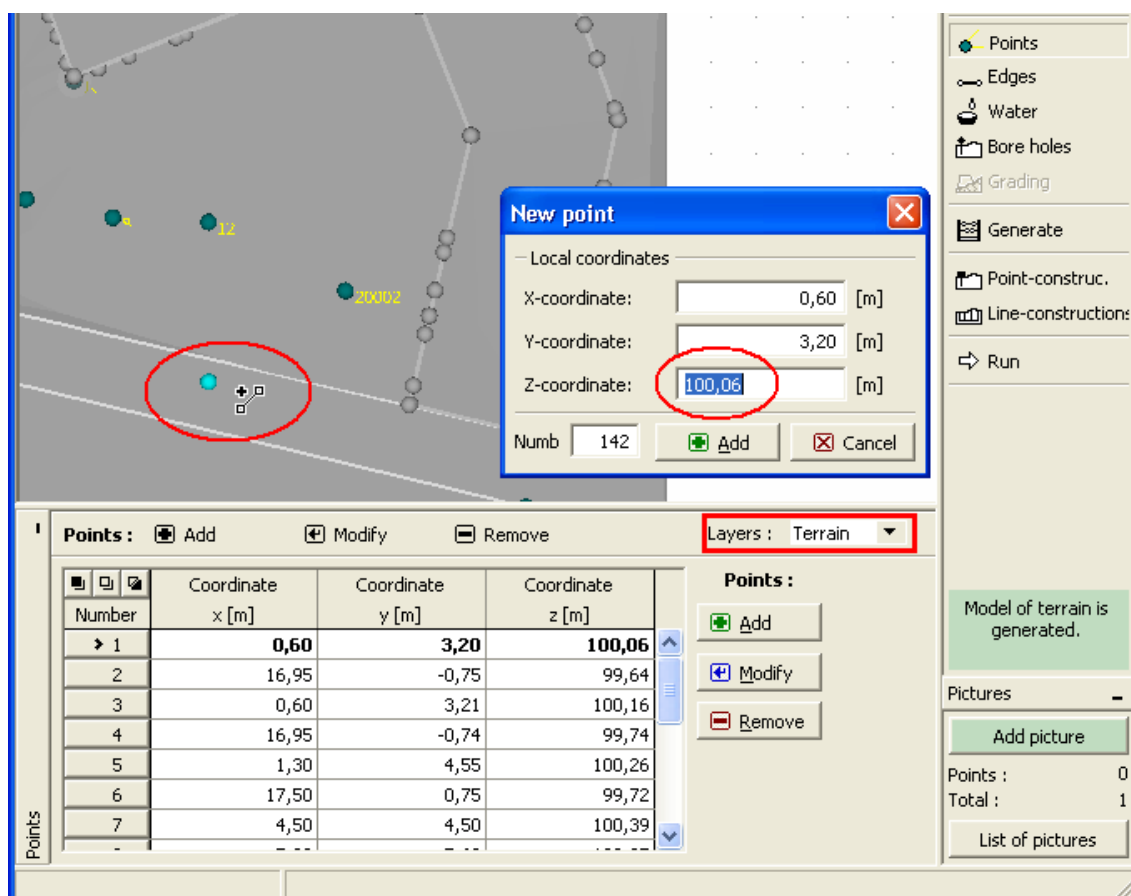 9
12
20002
New point
Local coordinates
X-coordinate: 0,60 [m]
Y-coordinate: 3,20 [m]
Z-coordinate: 100,06 [m]
Numb 142 Add Cancel
Points
Edges
Water
Bore holes
Grading
Generate
Point-construc.
Line-constructions
Run
Points : Add Modify Remove Layers : Terrain
Coordinate Coordinate Coordinate
Number x [m] y [m] z [m]
1 0,60 3,20 100,06
2 16,95 -0,75 99,64
3 0,60 3,21 100,16
4 16,95 -0,74 99,74
5 1,30 4,55 100,26
6 17,50 0,75 99,72
7 4,50 4,50 100,39
Points :
Add
Modify
Remove
Points
Model of terrain is
generated.
Pictures
Add picture
Points : 0
Total : 1
List of pictures